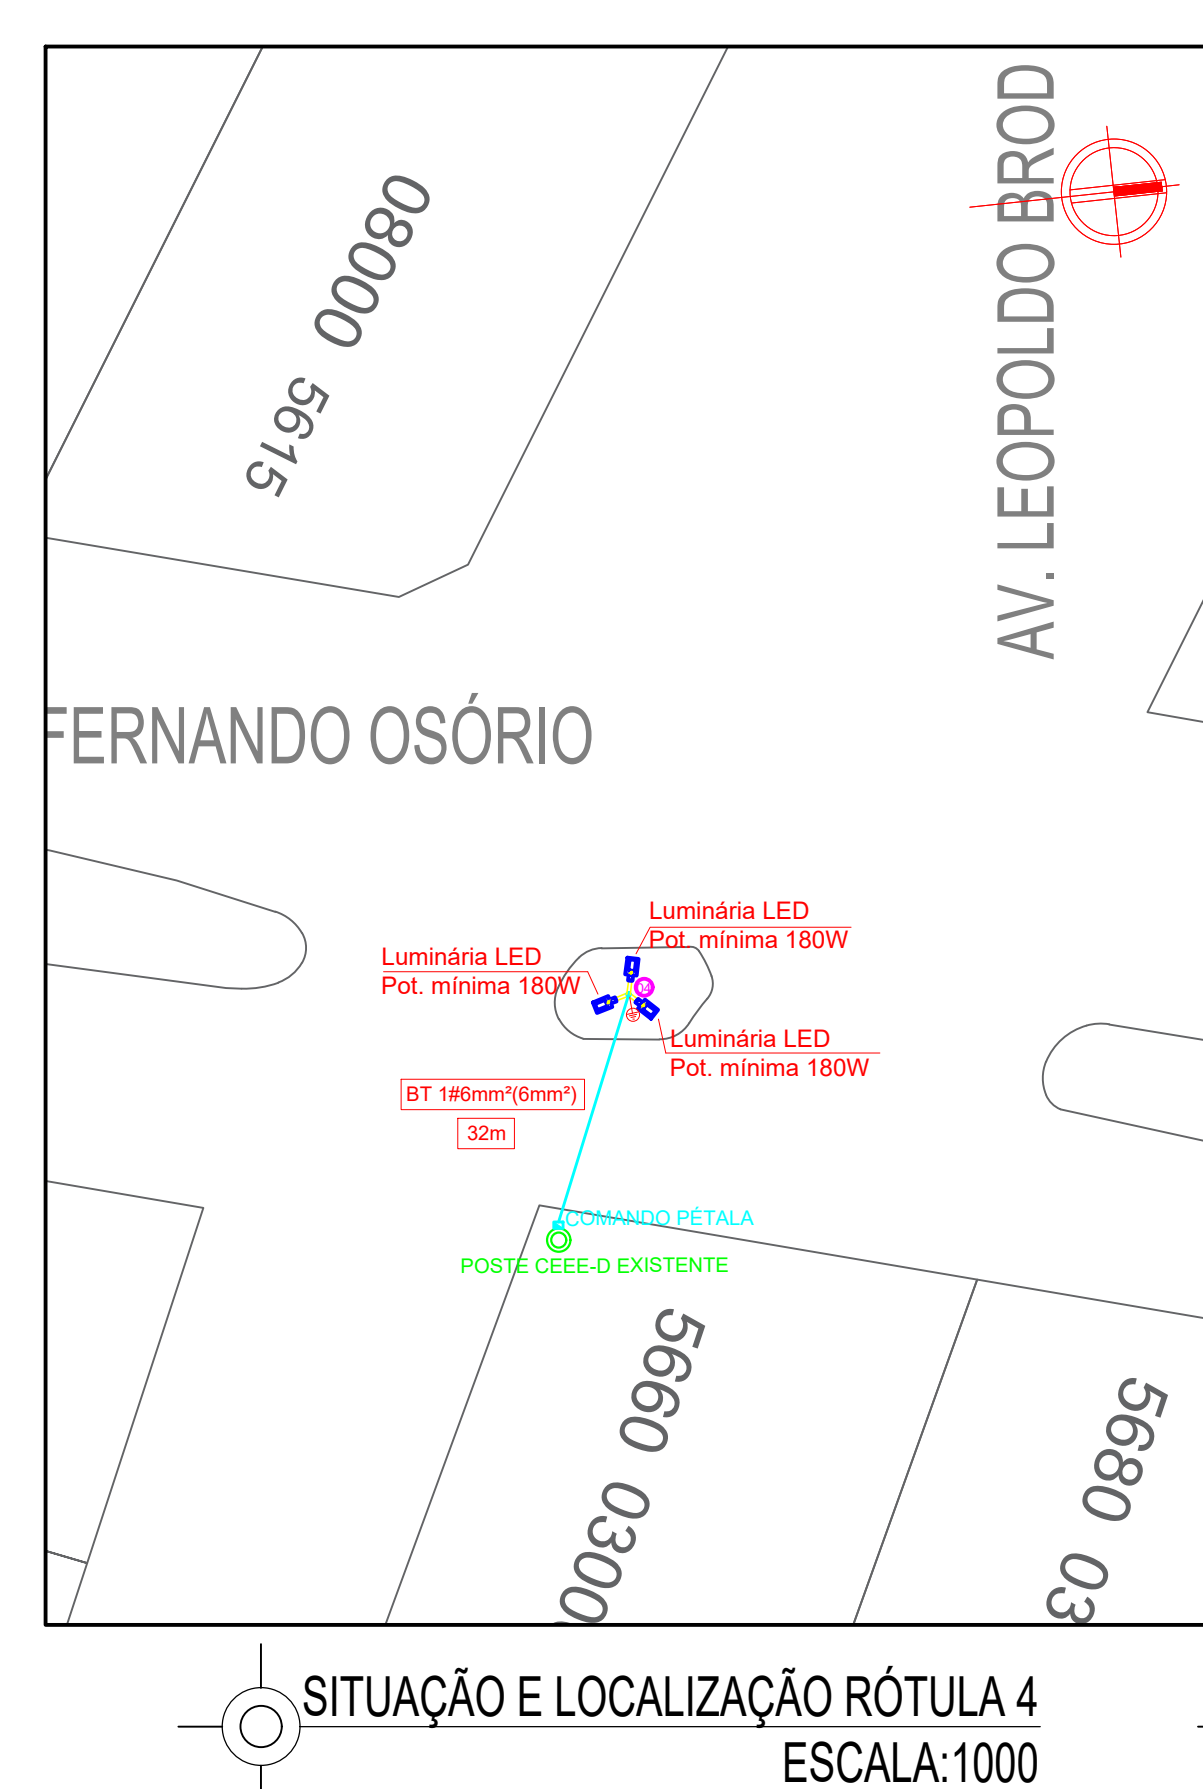 AV. LEOPOLDO BROD
00080
5615
FERNANDO OSÓRIO
Luminária LED
Pot. mínima 180W
Luminária LED
Pot. mínima 180W
04
Luminária LED
Pot. mínima 180W
BT 1#6mm²(6mm²)
32m
COMANDO PÉTALA
POSTE CEEE-D EXISTENTE
5660 0300
5680 03
SITUAÇÃO E LOCALIZAÇÃO RÓTULA 4
ESCALA:1000